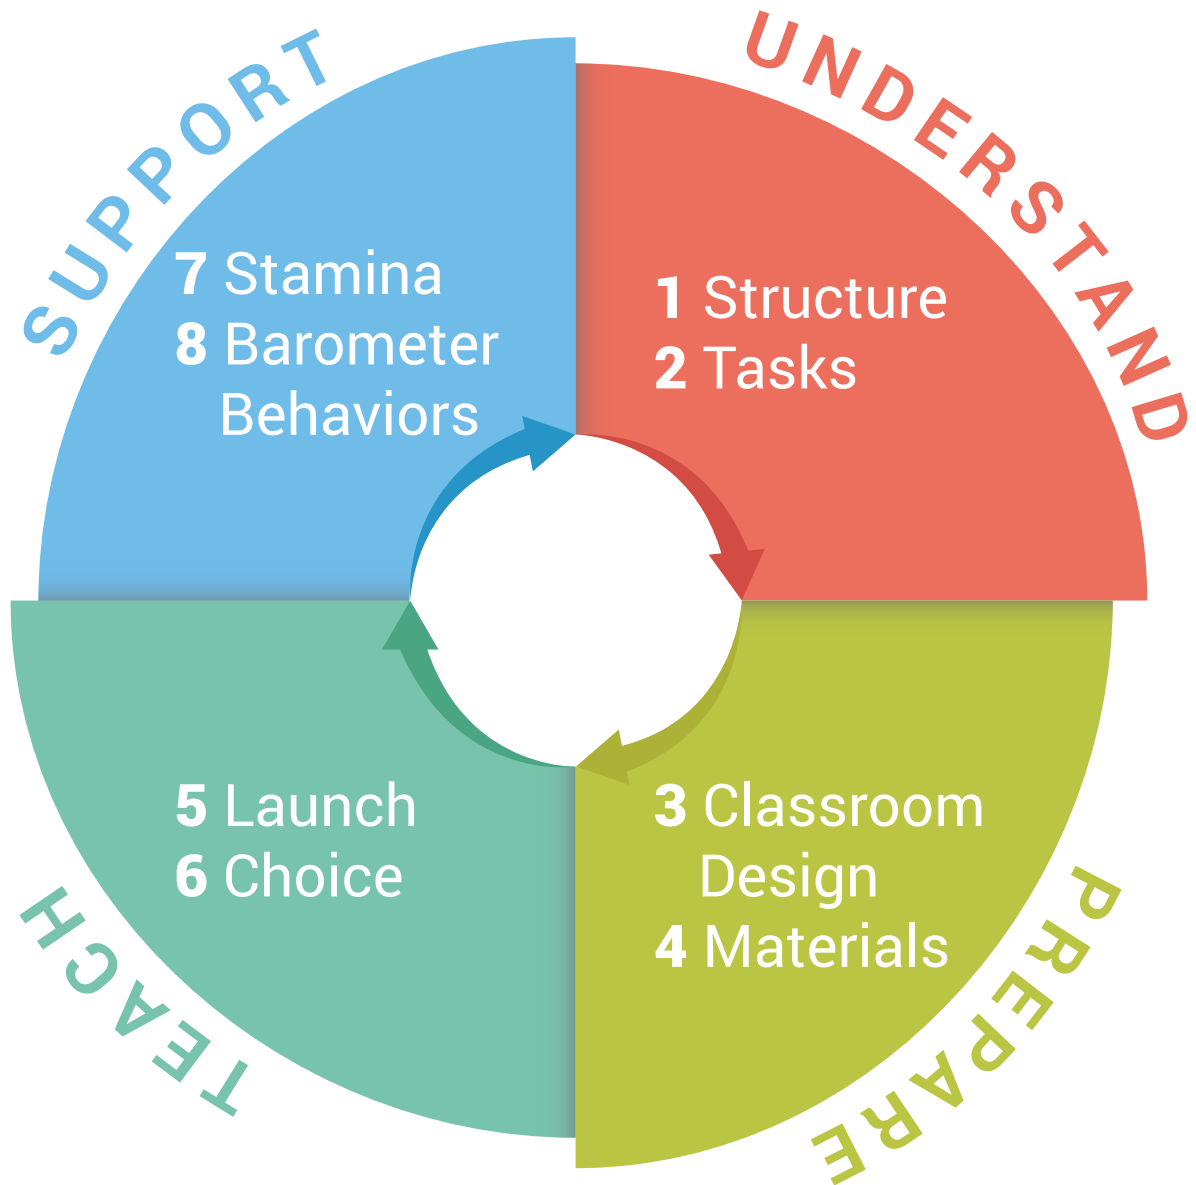 UNDERSTAND
1 Structure
2 Tasks
PREPARE
3 Classroom
Design
4 Materials
TEACH
5 Launch
6 Choice
SUPPORT
7 Stamina
8 Barometer
Behaviors